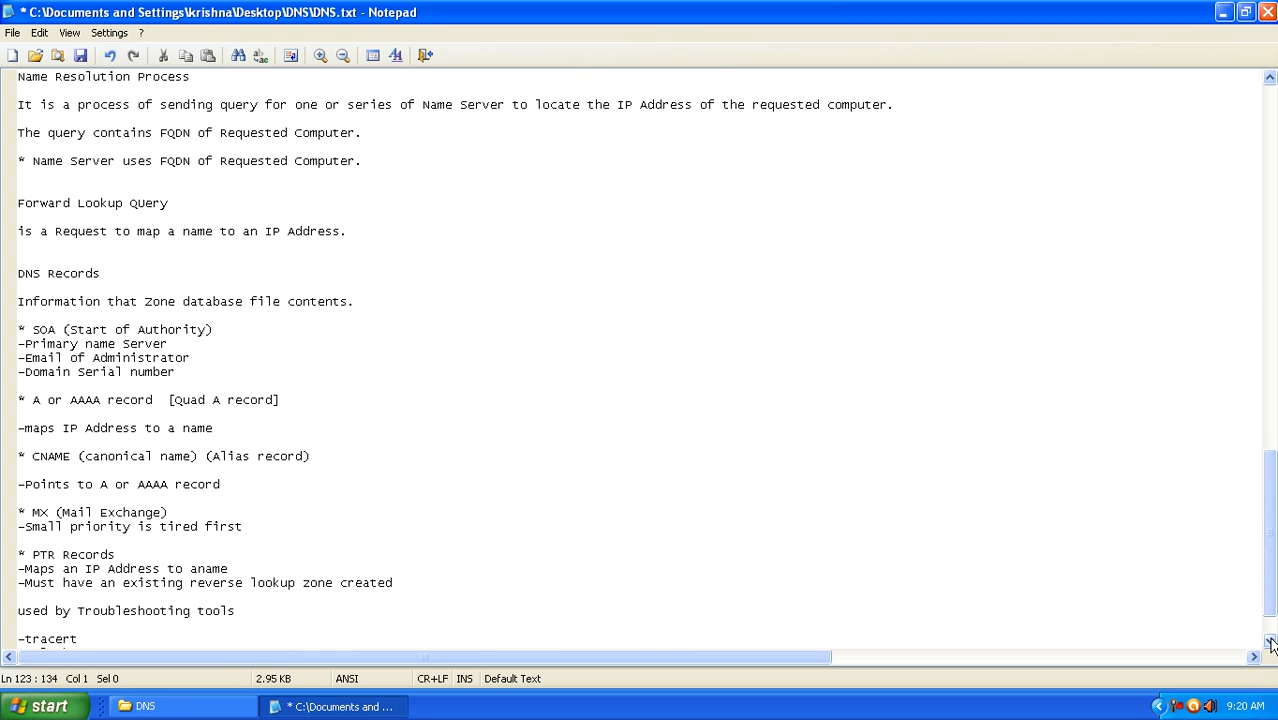 * C:\Documents and Settings\krishna\Desktop\DNS\DNS.txt - Notepad
File Edit View Settings ?
Name Resolution Process
It is a process of sending query for one or series of Name Server to locate the IP Address of the requested computer.
The query contains FQDN of Requested Computer.
* Name Server uses FQDN of Requested Computer.
Forward Lookup QUery
is a Request to map a name to an IP Address.
DNS Records
Information that Zone database file contents.
* SOA (Start of Authority)
-Primary name Server
-Email of Administrator
-Domain Serial number
* A or AAAA record  [Quad A record]
-maps IP Address to a name
* CNAME (canonical name) (Alias record)
-Points to A or AAAA record
* MX (Mail Exchange)
-Small priority is tired first
* PTR Records
-Maps an IP Address to aname
-Must have an existing reverse lookup zone created
used by Troubleshooting tools
-tracert
Ln 123 : 134 Col 1 Sel 0 2.95 KB ANSI CR+LF INS Default Text
start DNS * C:\Documents and ... 9:20 AM